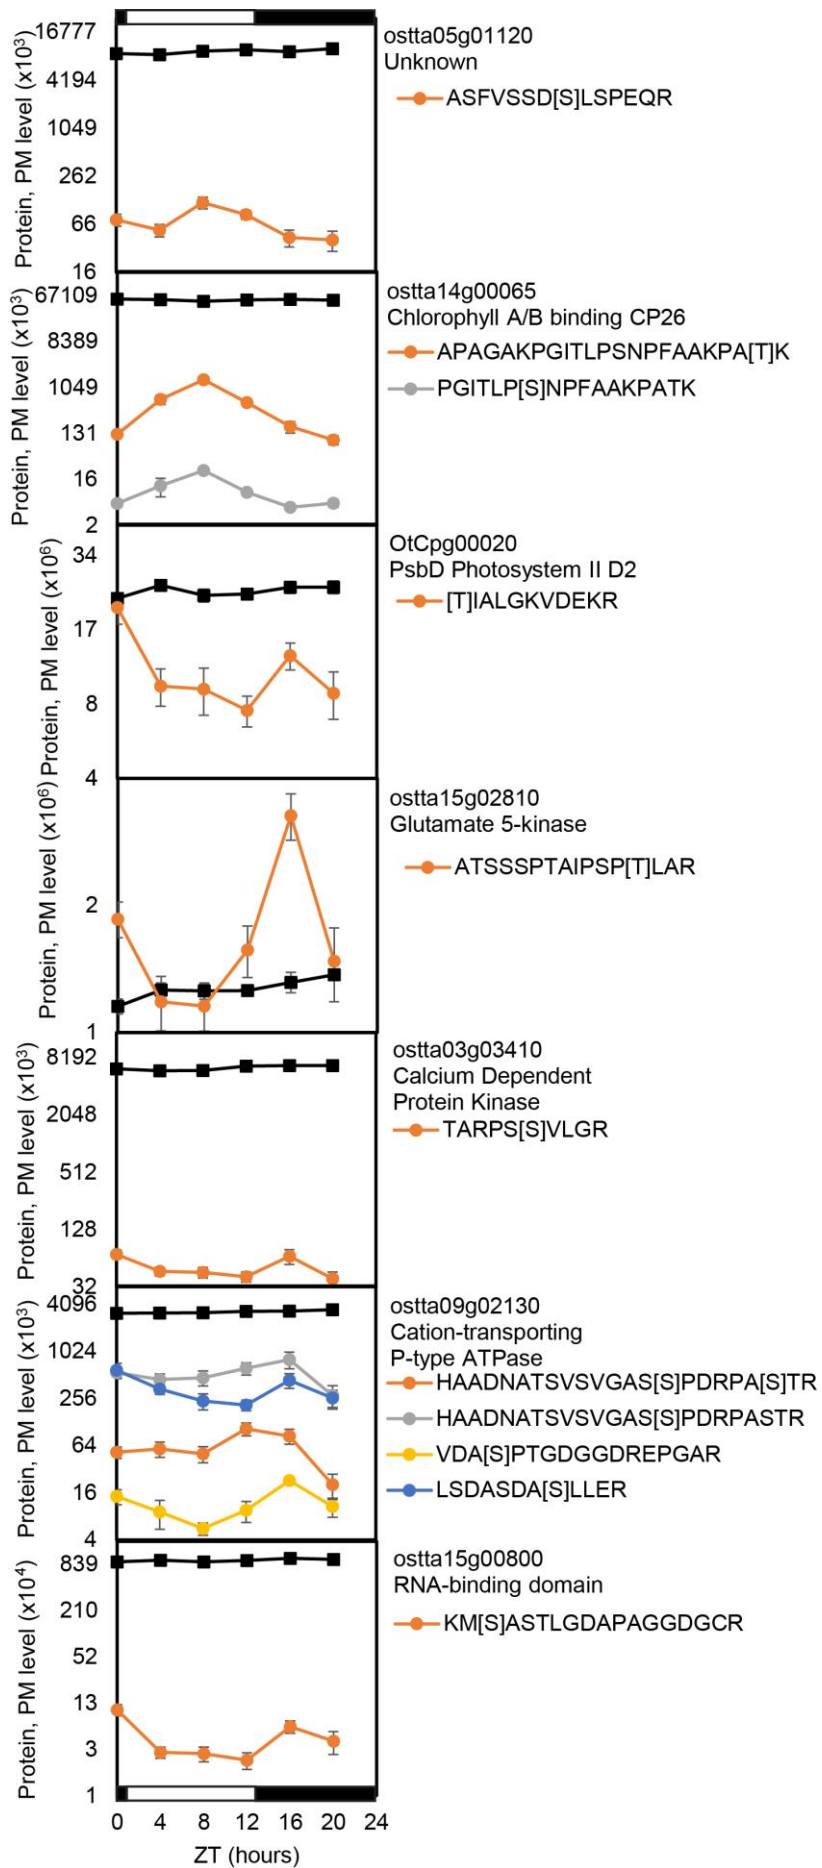 Protein, PM level (x10³)
16777
4194
1049
262
66
16
ostta05g01120
Unknown
ASFVSSD[S]LSPEQR
Protein, PM level (x10³)
67109
8389
1049
131
16
2
ostta14g00065
Chlorophyll A/B binding CP26
APAGAKPGITLPSNPFAAKPA[T]K
PGITLP[S]NPFAAKPATK
Protein, PM level (x10⁶)
34
17
8
4
OtCpg00020
PsbD Photosystem II D2
[T]IALGKVDEKR
Protein, PM level (x10⁶)
2
1
ostta15g02810
Glutamate 5-kinase
ATSSSPTAIPSP[T]LAR
Protein, PM level (x10³)
8192
2048
512
128
32
ostta03g03410
Calcium Dependent
Protein Kinase
TARPS[S]VLGR
Protein, PM level (x10³)
4096
1024
256
64
16
4
ostta09g02130
Cation-transporting
P-type ATPase
HAADNATSVSVGAS[S]PDRPA[S]TR
HAADNATSVSVGAS[S]PDRPASTR
VDA[S]PTGDGGDREPGAR
LSDASDA[S]LLER
Protein, PM level (x10⁴)
839
210
52
13
3
1
ostta15g00800
RNA-binding domain
KM[S]ASTLGDAPAGGDGCR
0 4 8 12 16 20 24
ZT (hours)